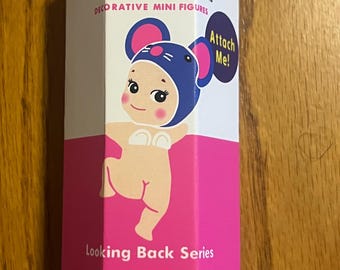 DECORATIVE MINI FIGURES
Attach
Me!
Looking Back Series